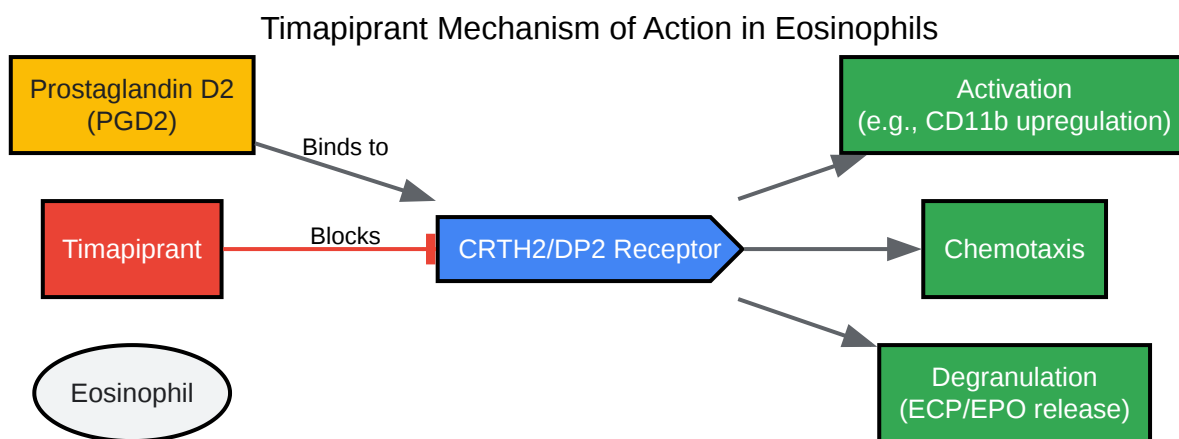 Timapiprant Mechanism of Action in Eosinophils
Prostaglandin D2
(PGD2)
Binds to
Timapiprant
Blocks
CRTH2/DP2 Receptor
Activation
(e.g., CD11b upregulation)
Chemotaxis
Degranulation
(ECP/EPO release)
Eosinophil